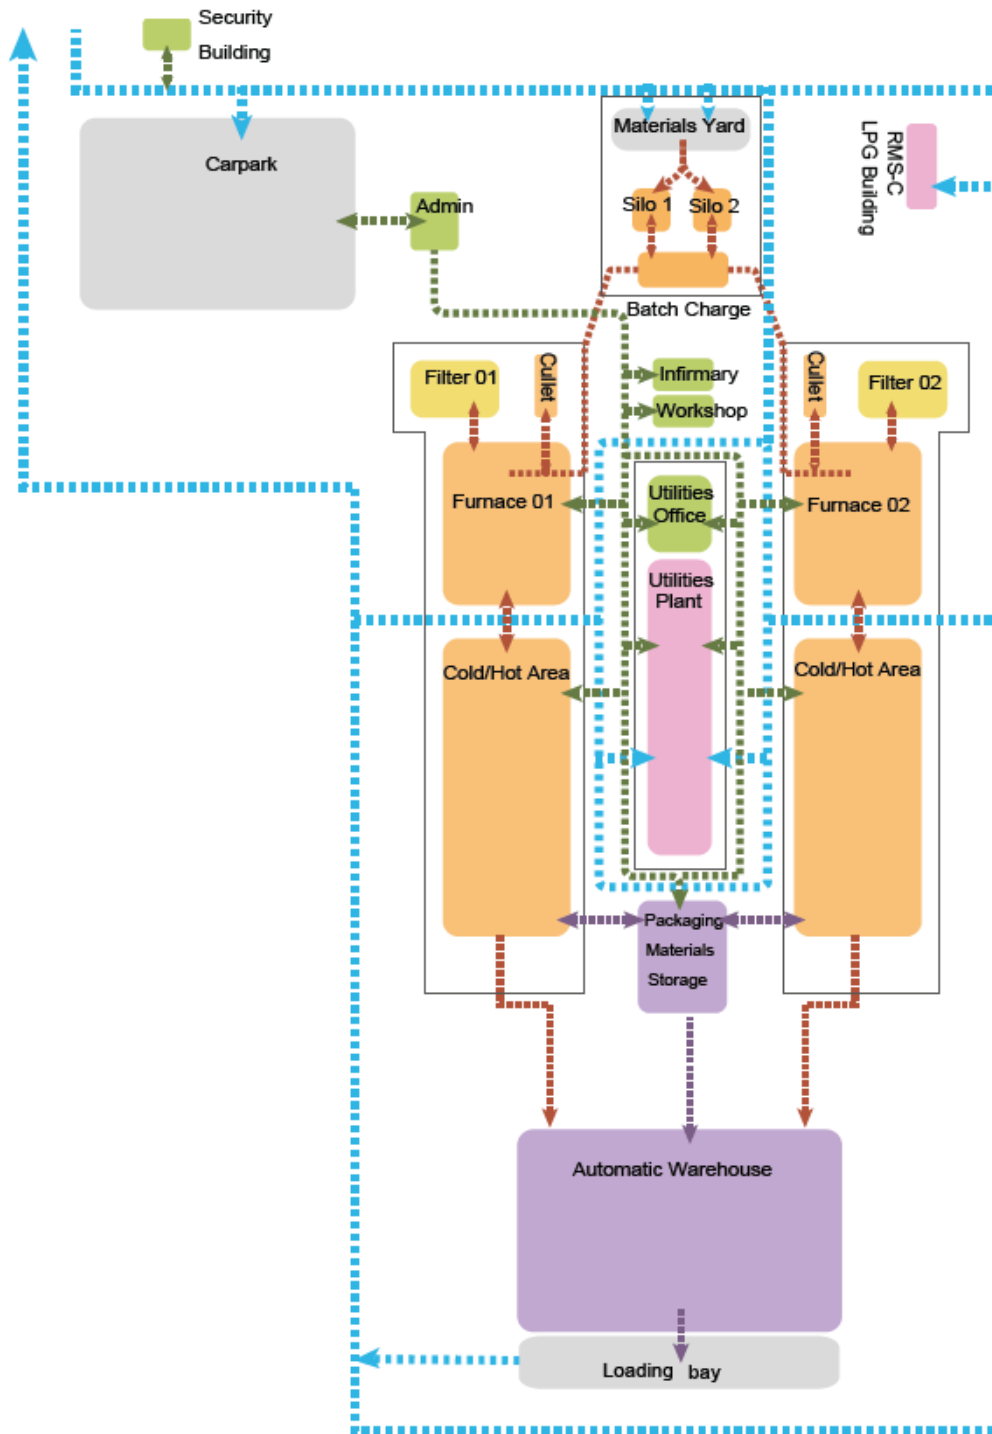 Security
Building
Carpark
Admin
Materials Yard
Silo 1
Silo 2
Batch Charge
RMS-C
LPG Building
Filter 01
Cullet
Infirmary
Workshop
Cullet
Filter 02
Furnace 01
Utilities
Office
Furnace 02
Utilities
Plant
Cold/Hot Area
Cold/Hot Area
Packaging
Materials
Storage
Automatic Warehouse
Loading bay